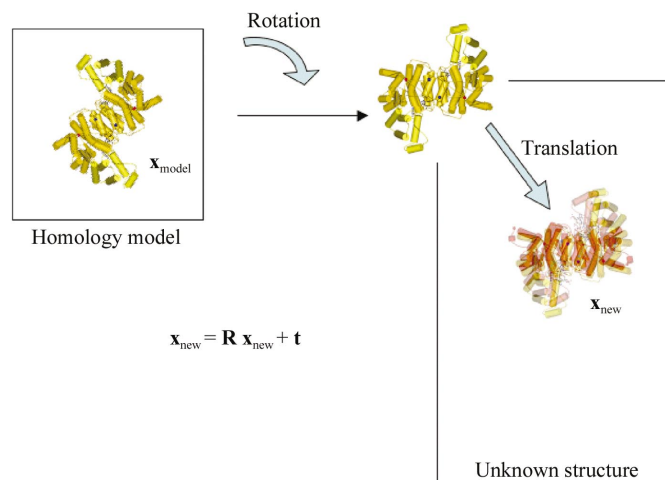 Rotation
x_model
Homology model
Translation
x_new
x_new = R x_new + t
Unknown structure